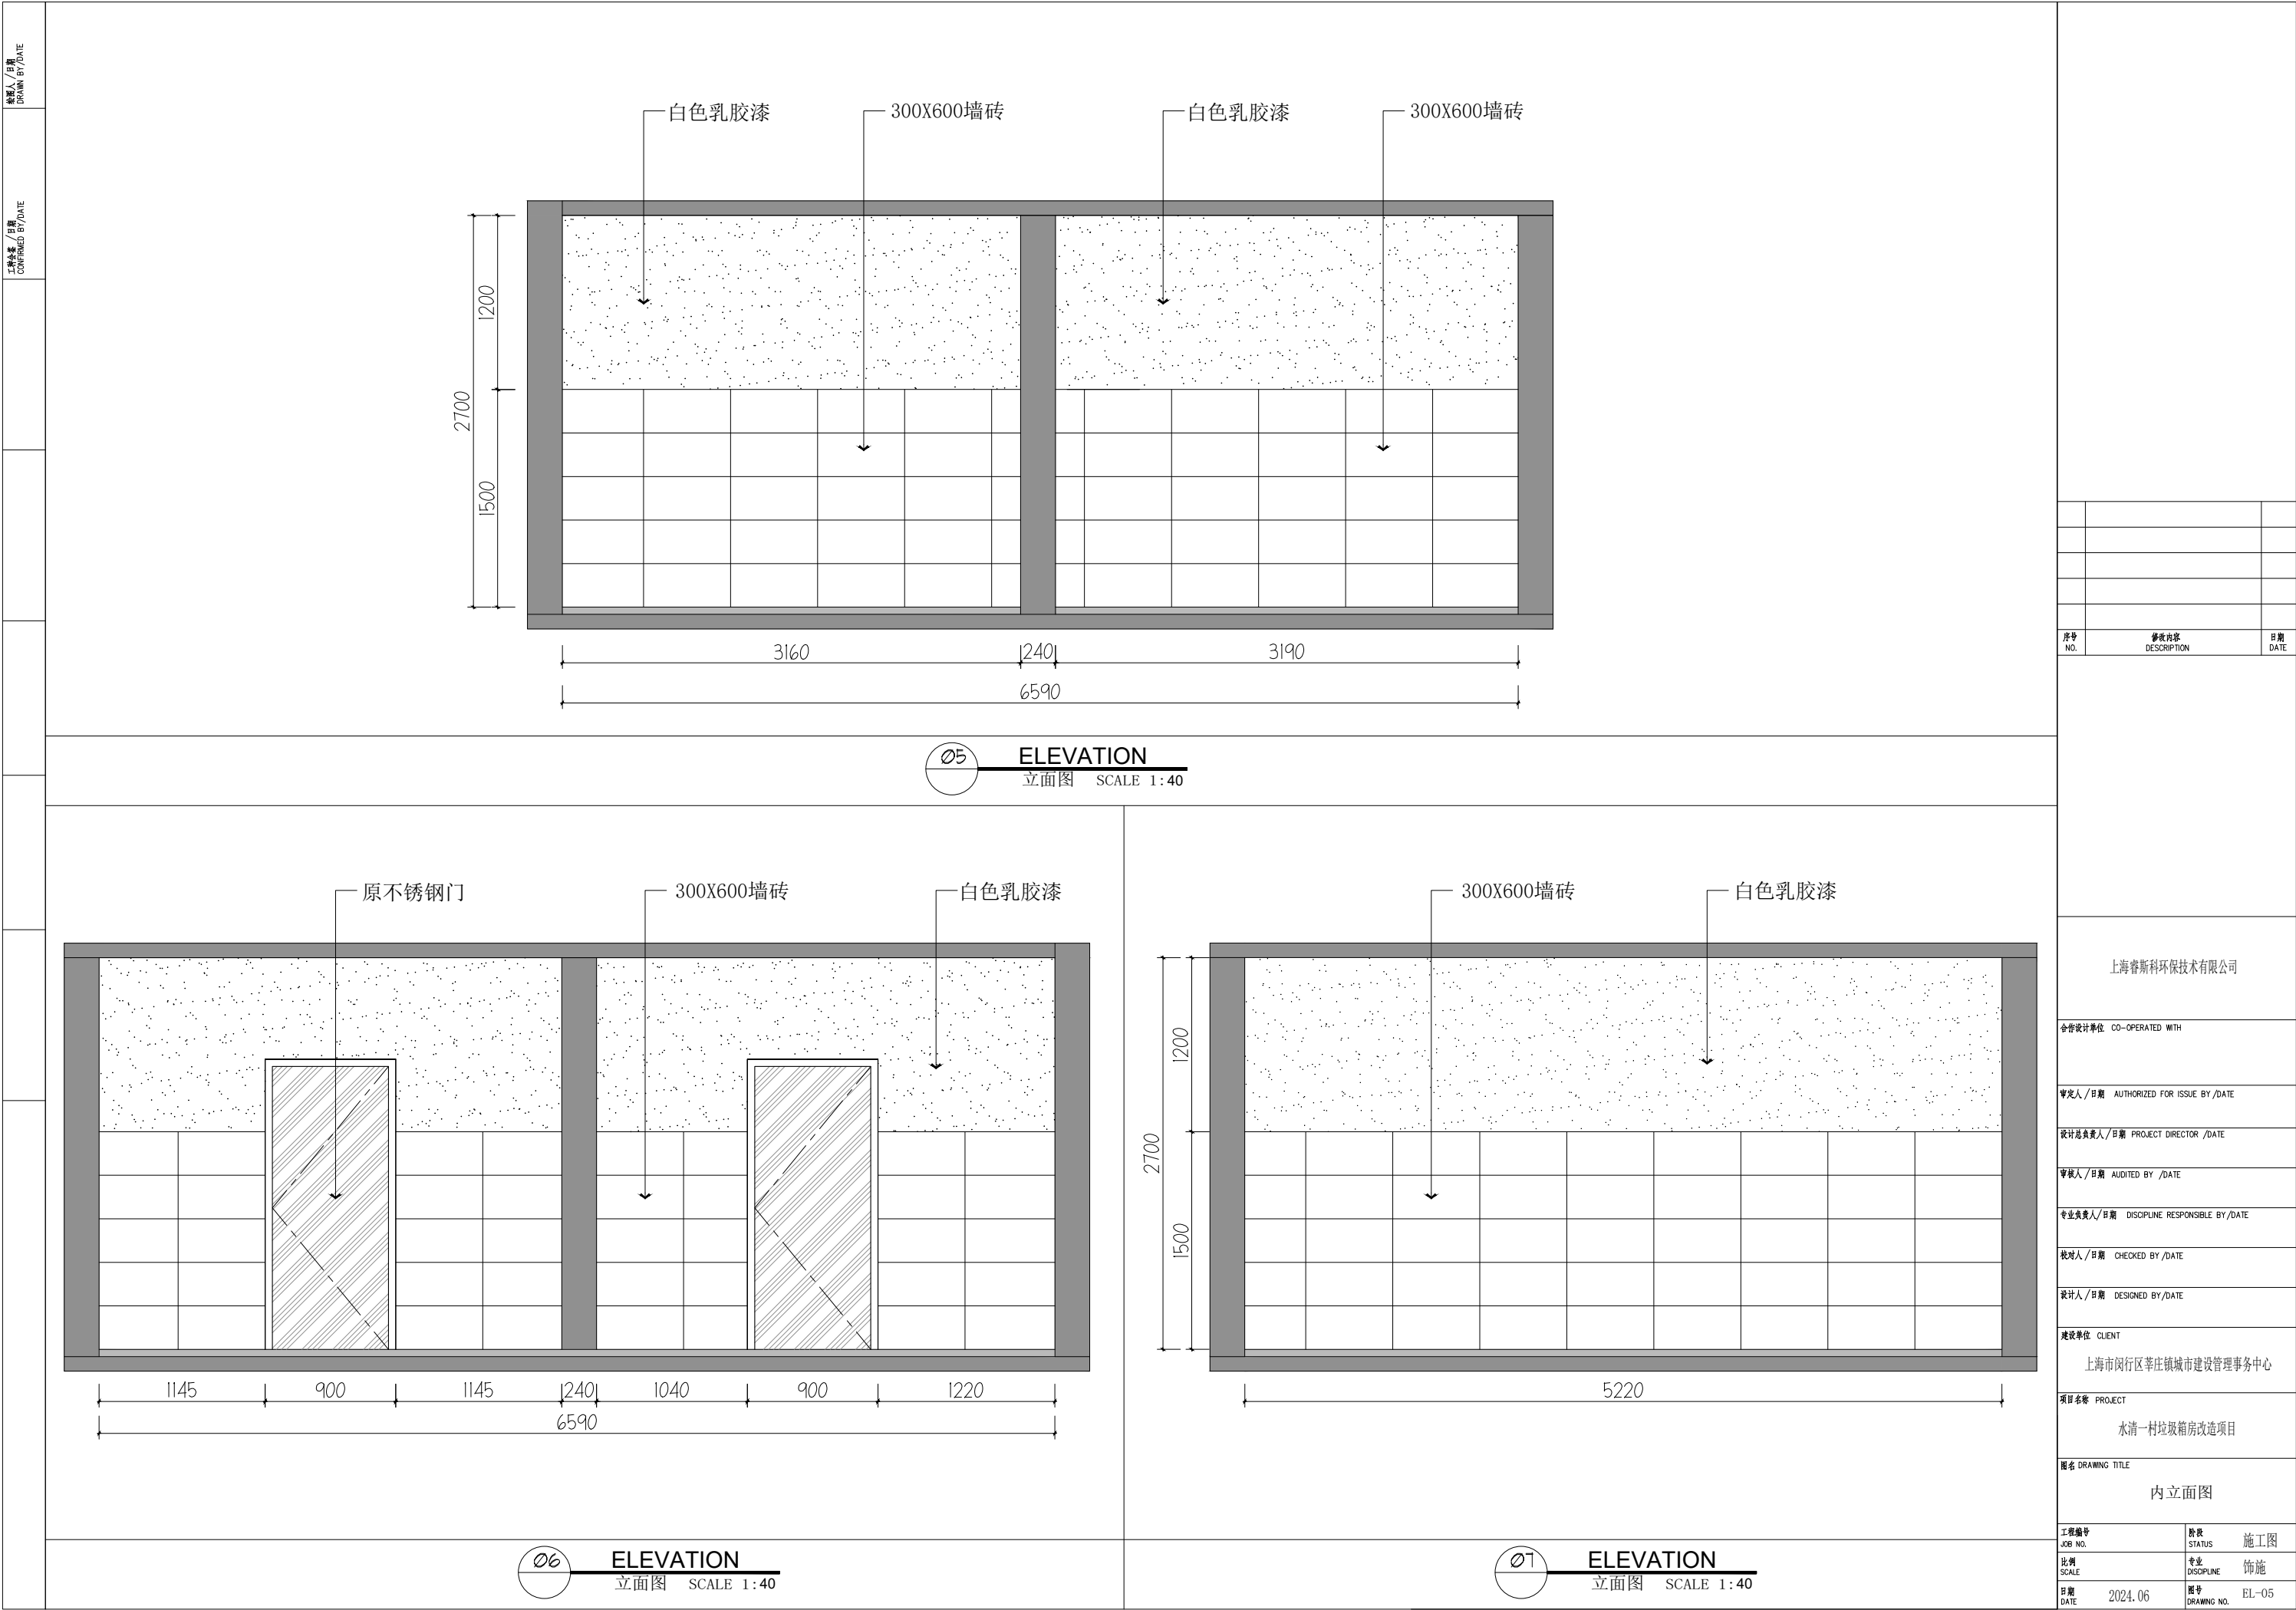 绘图人 / 日期
DRAWN BY/DATE
工种会签 / 日期
CONFIRMED BY/DATE
白色乳胶漆
300X600墙砖
白色乳胶漆
300X600墙砖
1200
2700
1500
3160
240
3190
6590
05
ELEVATION
立面图 SCALE 1:40
原不锈钢门
300X600墙砖
白色乳胶漆
1145
900
1145
240
1040
900
1220
6590
06
ELEVATION
立面图 SCALE 1:40
300X600墙砖
白色乳胶漆
1200
2700
1500
5220
07
ELEVATION
立面图 SCALE 1:40
序号
NO.
修改内容
DESCRIPTION
日期
DATE
上海睿斯科环保技术有限公司
合作设计单位 CO-OPERATED WITH
审定人 / 日期 AUTHORIZED FOR ISSUE BY /DATE
设计总负责人 / 日期 PROJECT DIRECTOR /DATE
审核人 / 日期 AUDITED BY /DATE
专业负责人 / 日期 DISCIPLINE RESPONSIBLE BY /DATE
校对人 / 日期 CHECKED BY /DATE
设计人 / 日期 DESIGNED BY /DATE
建设单位 CLIENT
上海市闵行区莘庄镇城市建设管理事务中心
项目名称 PROJECT
水清一村垃圾箱房改造项目
图名 DRAWING TITLE
内立面图
工程编号
JOB NO.
阶段
STATUS
施工图
比例
SCALE
专业
DISCIPLINE
饰施
日期
DATE
2024.06
图号
DRAWING NO.
EL-05